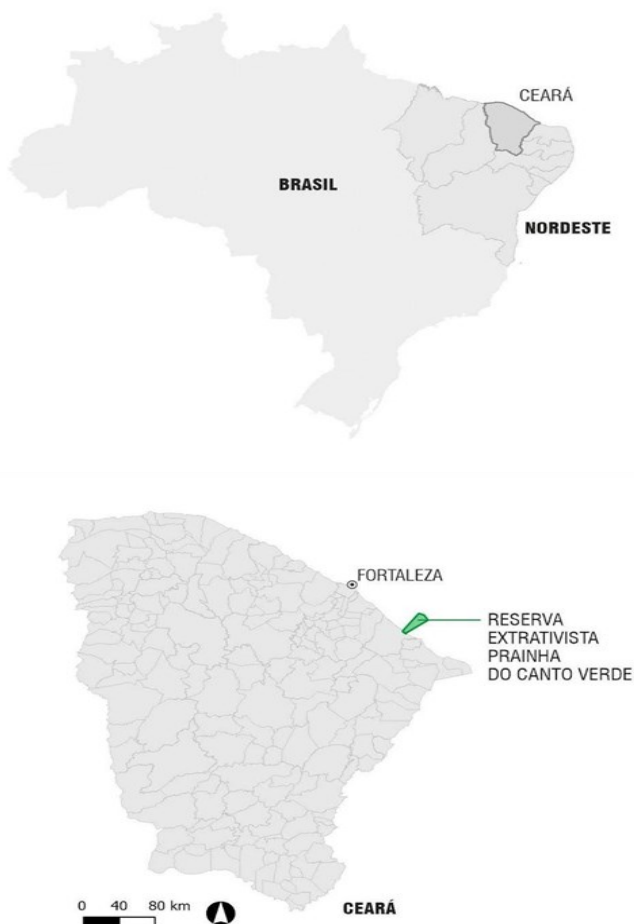 CEARÁ
BRASIL
NORDESTE
FORTALEZA
RESERVA
EXTRATIVISTA
PRAINHA
DO CANTO VERDE
0 40 80 km
CEARÁ